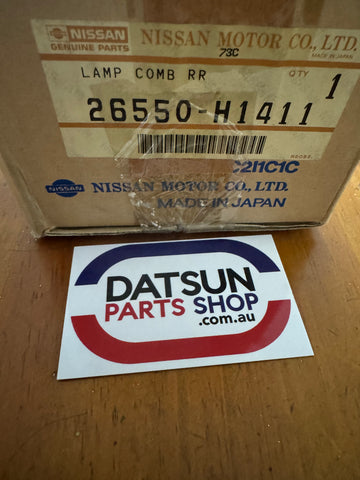 NISSAN NISSAN MOTOR CO., LTD.
GENUINE PARTS 73C MADE IN JAPAN
LAMP COMB RR QTY 1
26550-H1411
C2HC1C
NISSAN NISSAN MOTOR CO., LTD.
MADE IN JAPAN
DATSUN
PARTS SHOP
.com.au